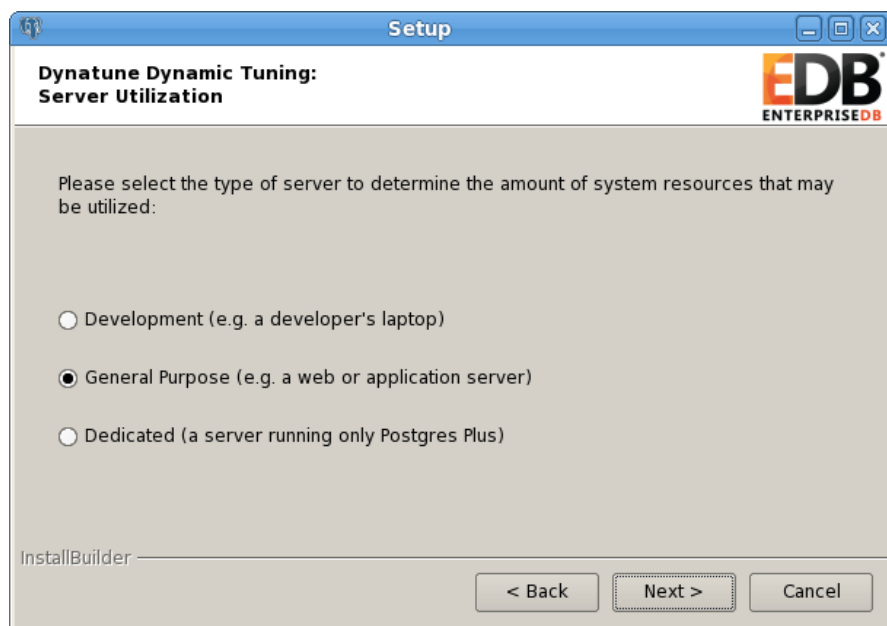 Setup
Dynatune Dynamic Tuning:
Server Utilization
EDB
ENTERPRISEDB
Please select the type of server to determine the amount of system resources that may
be utilized:
Development (e.g. a developer's laptop)
General Purpose (e.g. a web or application server)
Dedicated (a server running only Postgres Plus)
InstallBuilder
< Back
Next >
Cancel